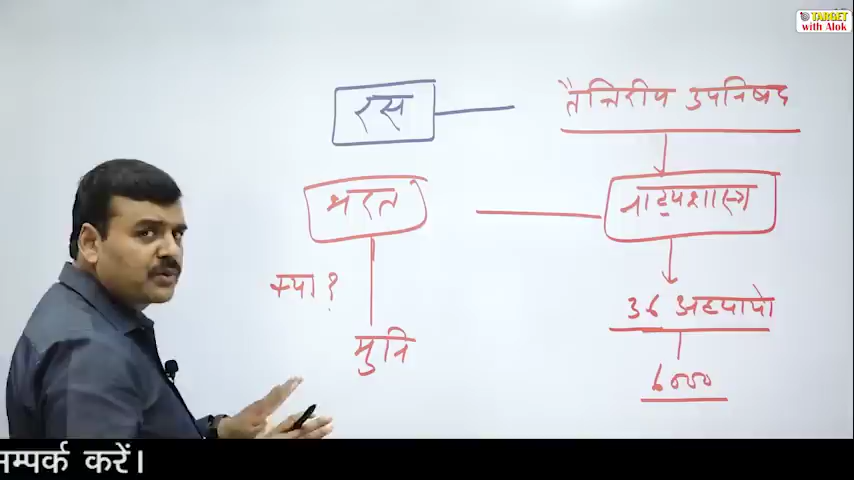 TARGET
with Alok
रस
तैत्तिरीय उपनिषद
भरत
नाट्यशास्त्र
क्या?
36 अध्यायो
मुनि
6000
सम्पर्क करें।